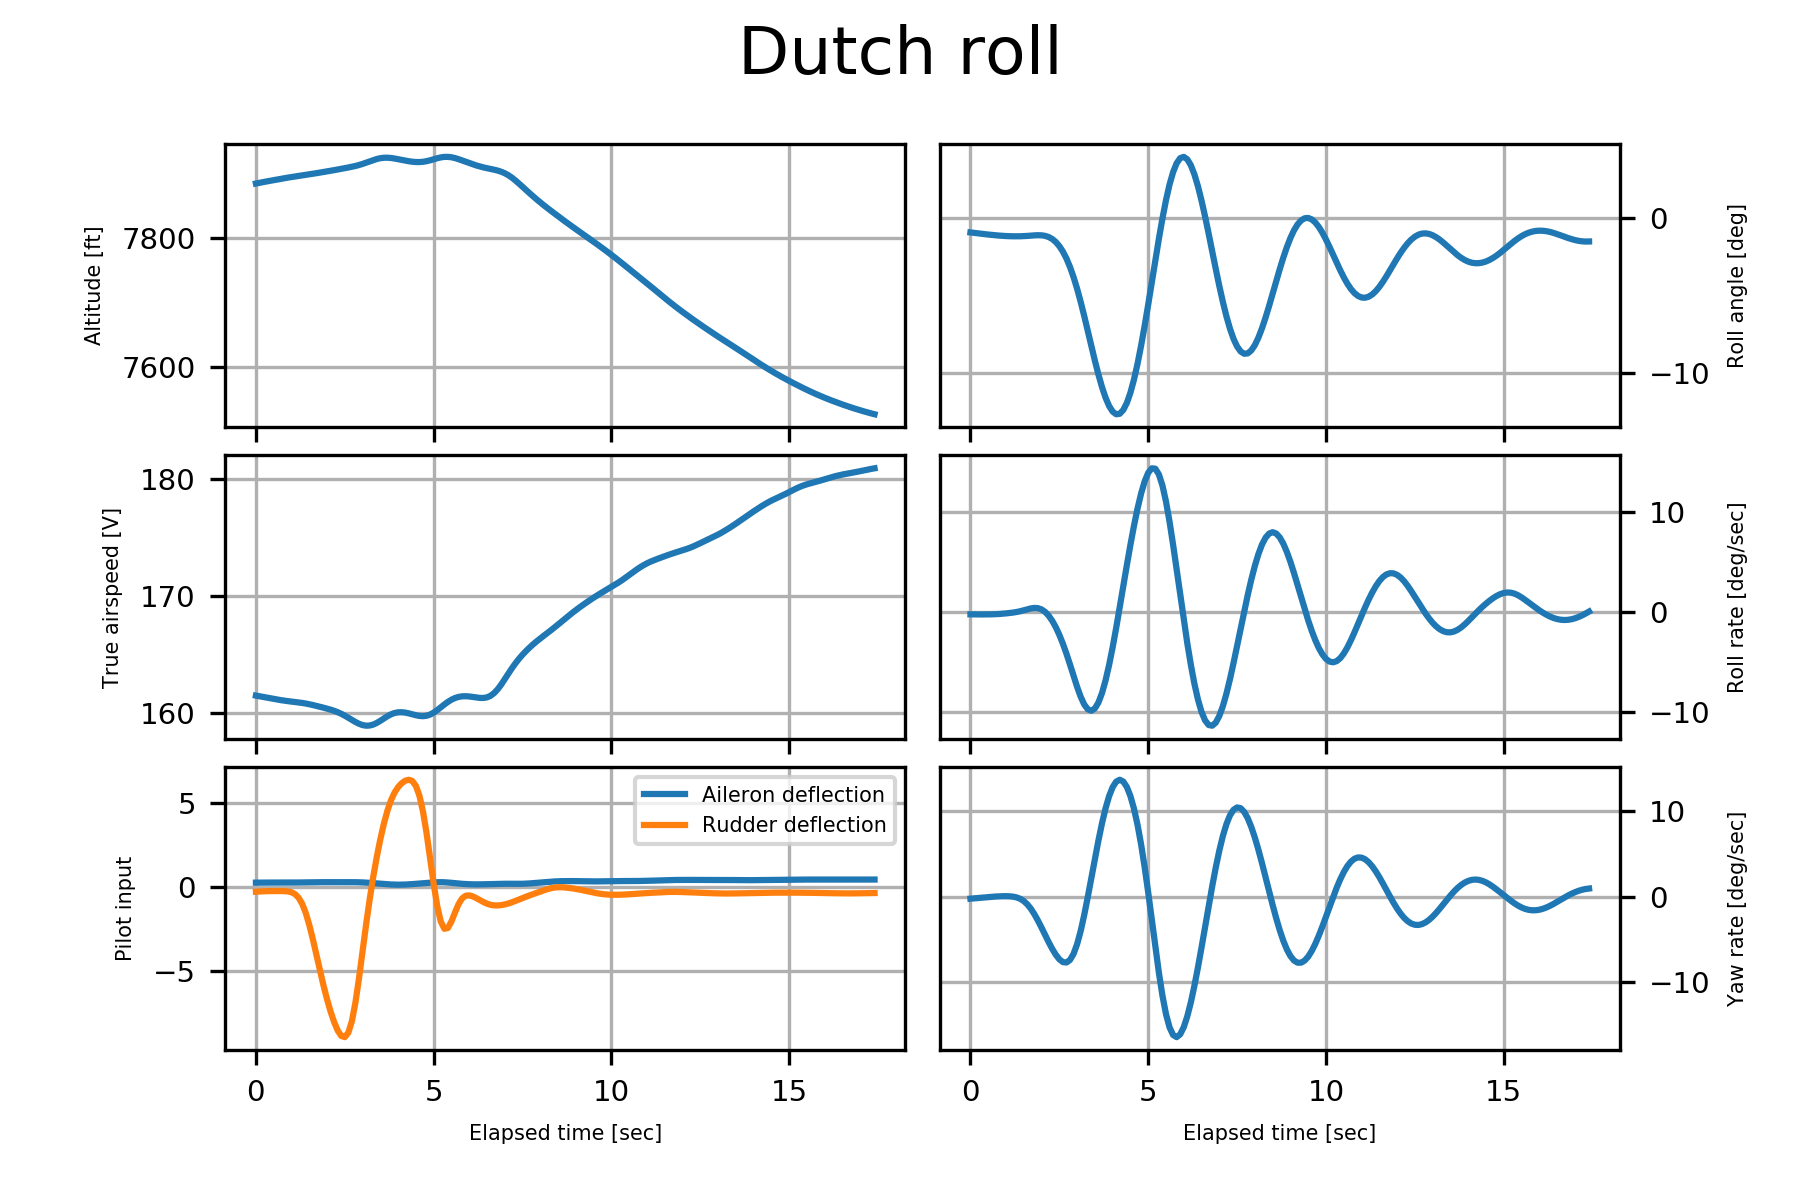 Dutch roll
Altitude [ft]
7800
7600
0
−10
Roll angle [deg]
True airspeed [V]
180
170
160
10
0
−10
Roll rate [deg/sec]
Pilot input
5
0
−5
Aileron deflection
Rudder deflection
10
0
−10
Yaw rate [deg/sec]
0 5 10 15
0 5 10 15
Elapsed time [sec]
Elapsed time [sec]